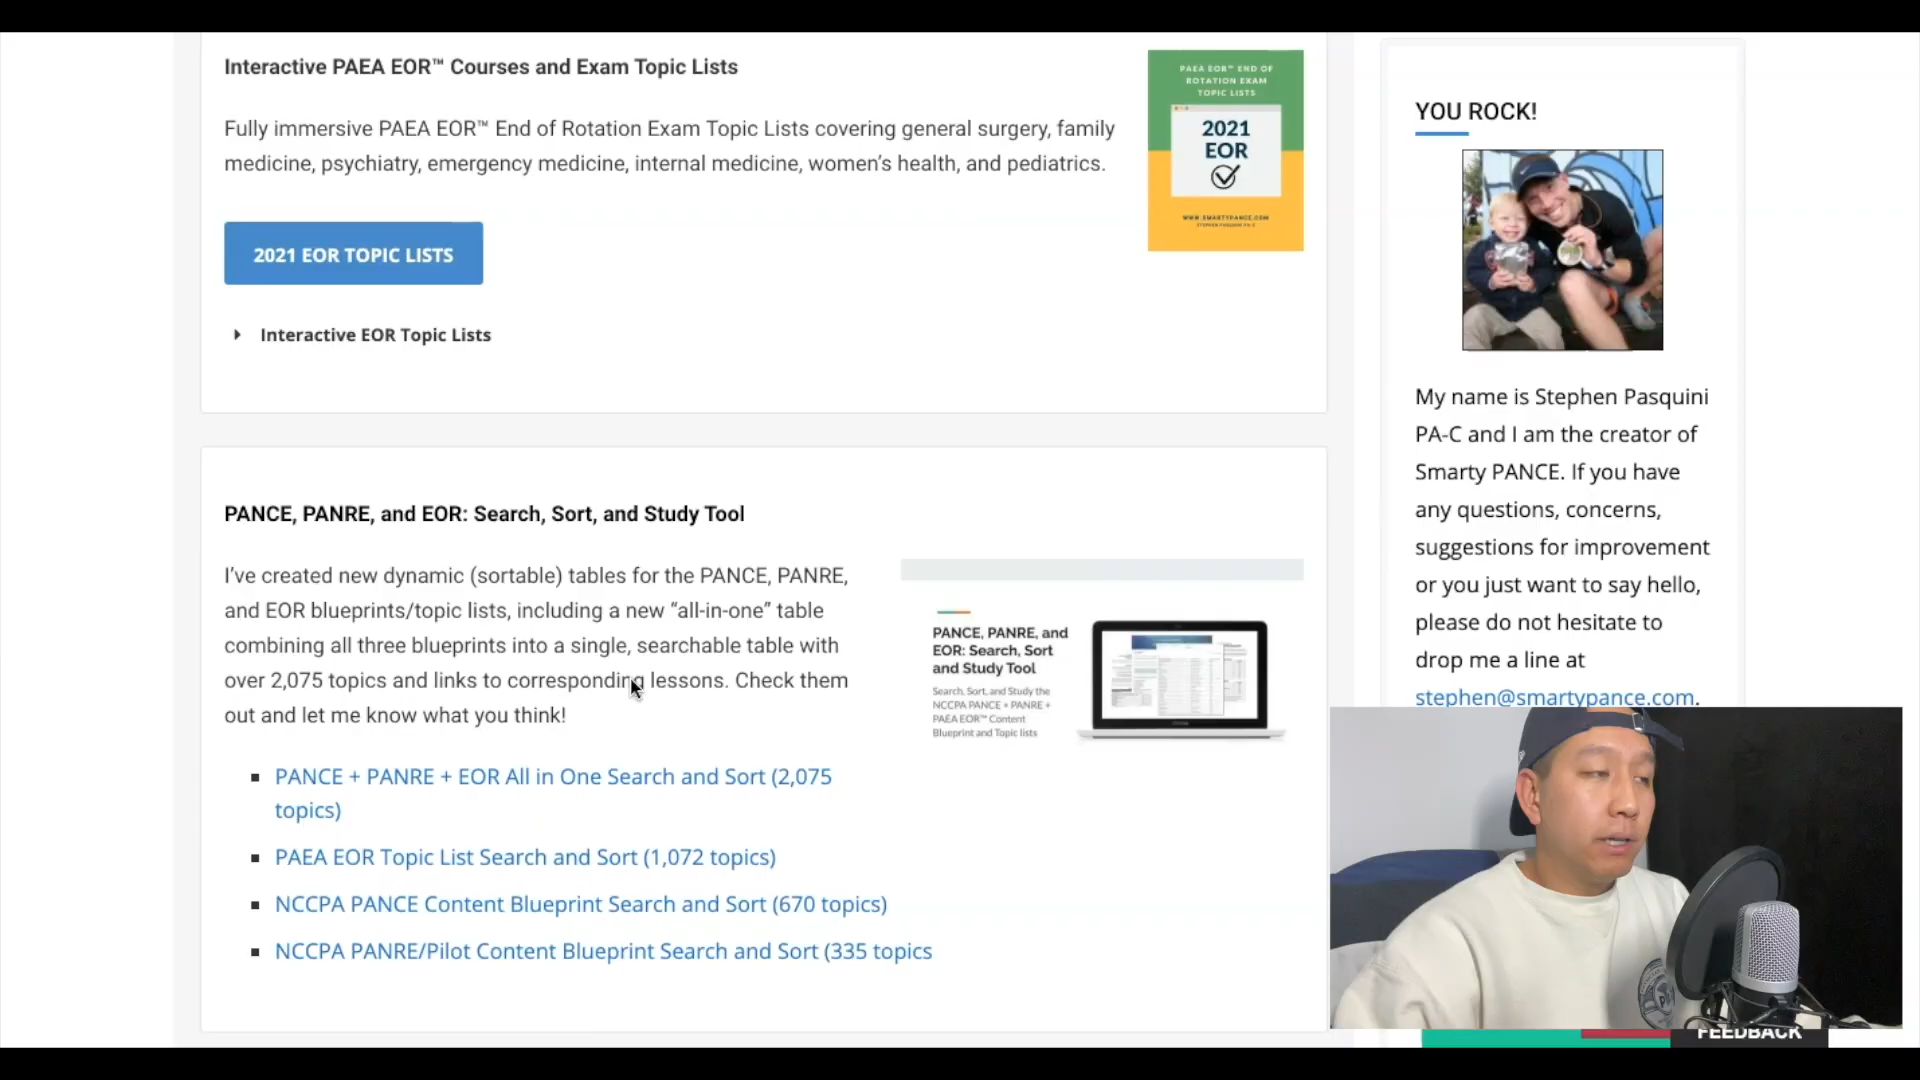 Interactive PAEA EOR™ Courses and Exam Topic Lists
Fully immersive PAEA EOR™ End of Rotation Exam Topic Lists covering general surgery, family
medicine, psychiatry, emergency medicine, internal medicine, women's health, and pediatrics.
2021 EOR TOPIC LISTS
Interactive EOR Topic Lists
PAEA EOR™ END OF
ROTATION EXAM
TOPIC LISTS
2021
EOR
WWW.SMARTYPANCE.COM
STEPHEN PASQUINI PA-C
PANCE, PANRE, and EOR: Search, Sort, and Study Tool
I've created new dynamic (sortable) tables for the PANCE, PANRE,
and EOR blueprints/topic lists, including a new “all-in-one” table
combining all three blueprints into a single, searchable table with
over 2,075 topics and links to corresponding lessons. Check them
out and let me know what you think!
PANCE, PANRE, and
EOR: Search, Sort
and Study Tool
Search, Sort, and Study the
NCCPA PANCE + PANRE +
PAEA EOR™ Content
Blueprint and Topic lists
PANCE + PANRE + EOR All in One Search and Sort (2,075
topics)
PAEA EOR Topic List Search and Sort (1,072 topics)
NCCPA PANCE Content Blueprint Search and Sort (670 topics)
NCCPA PANRE/Pilot Content Blueprint Search and Sort (335 topics
YOU ROCK!
My name is Stephen Pasquini
PA-C and I am the creator of
Smarty PANCE. If you have
any questions, concerns,
suggestions for improvement
or you just want to say hello,
please do not hesitate to
drop me a line at
stephen@smartypance.com.
FEEDBACK